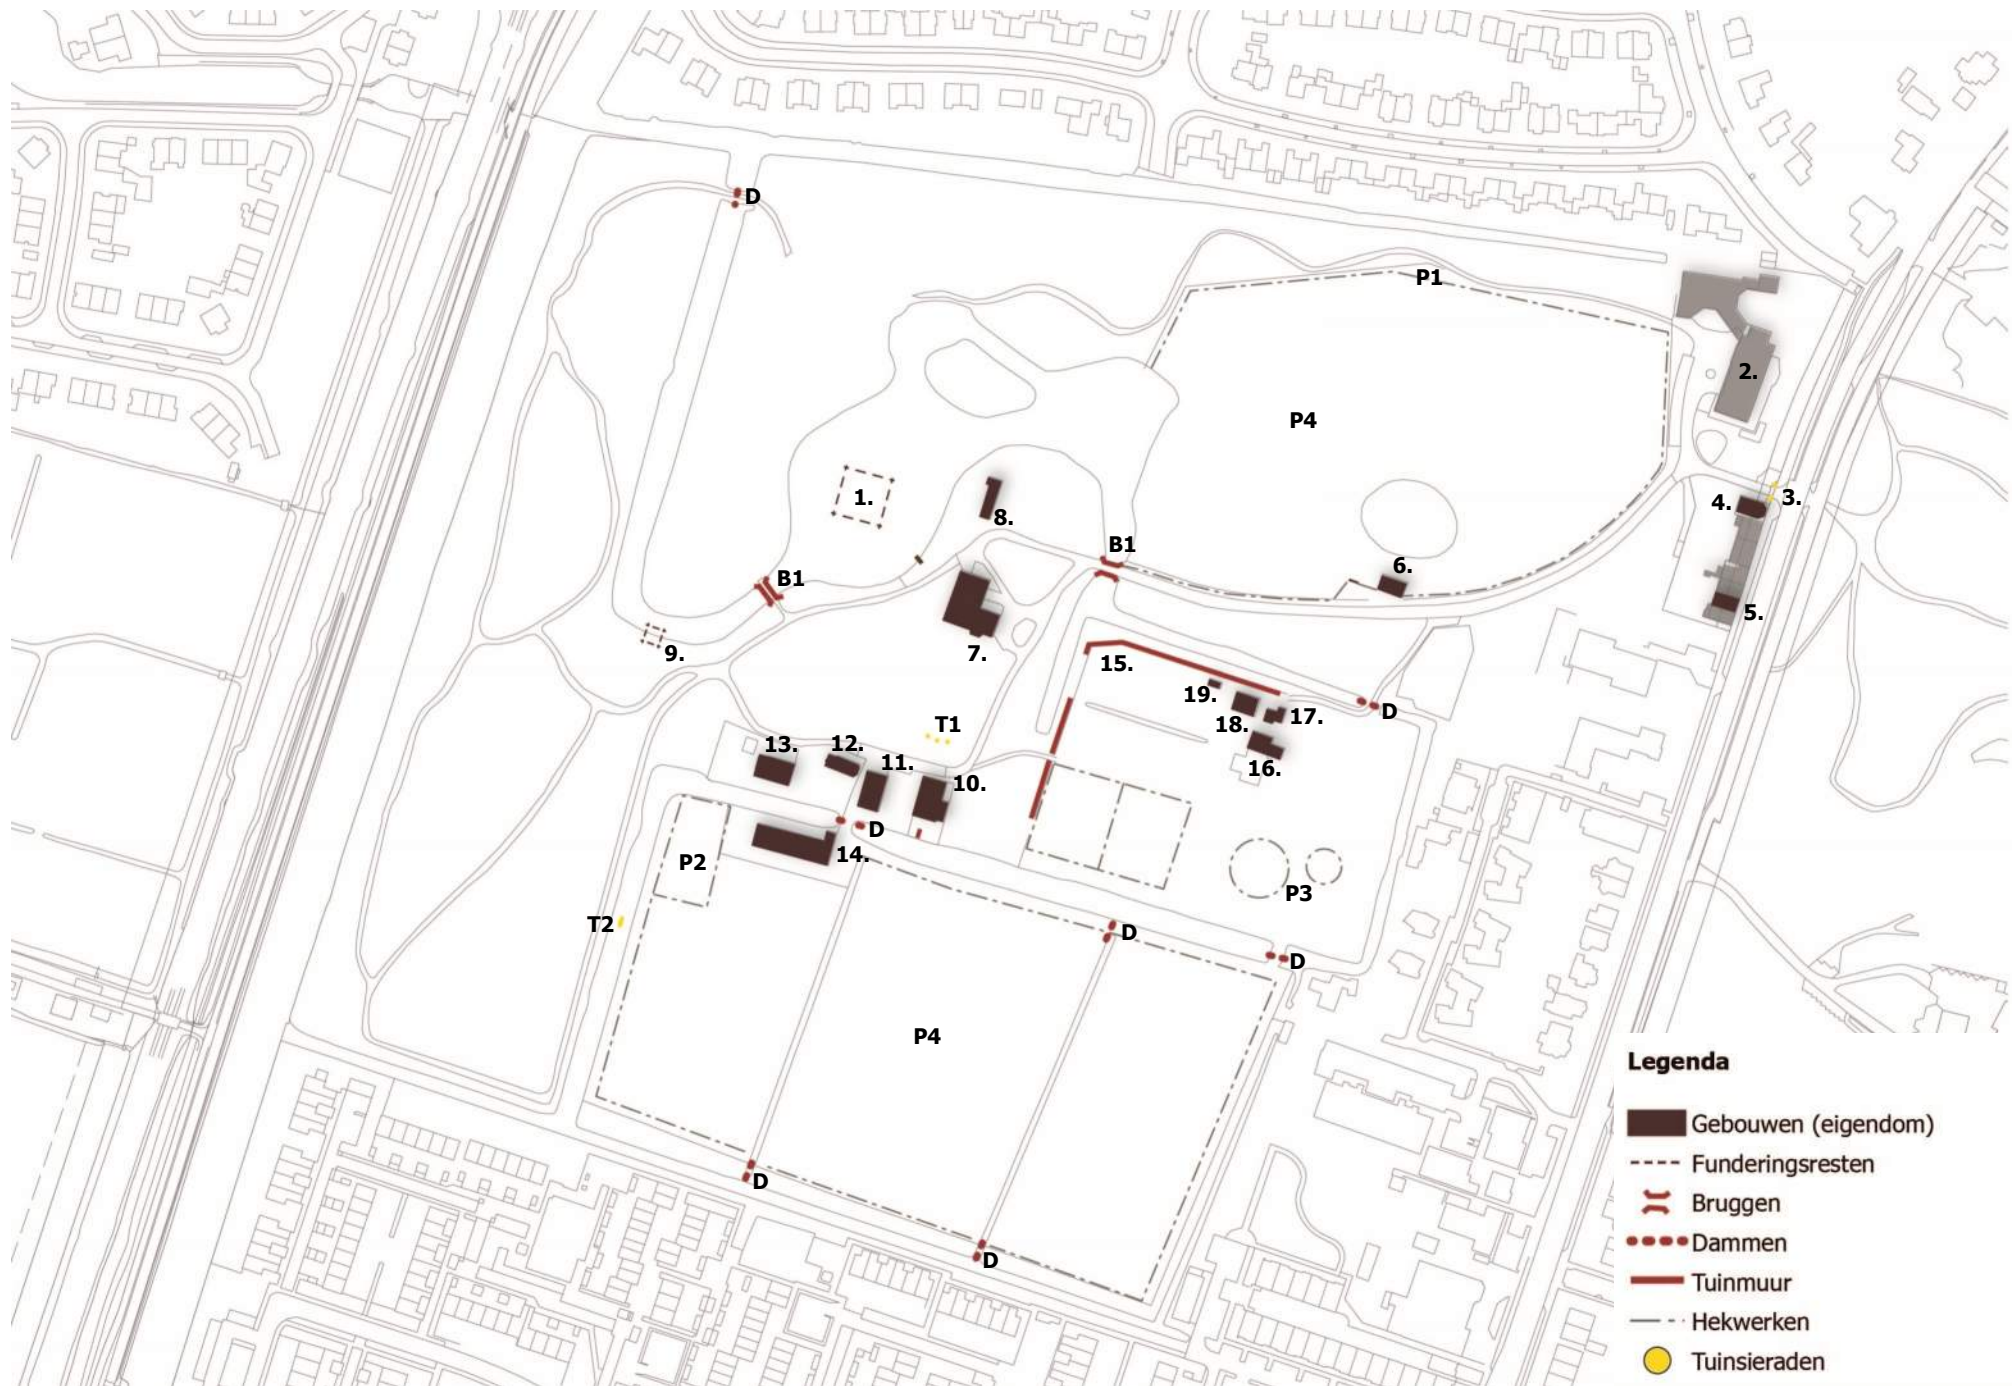 D
P1
2.
P4
1.
8.
4.
3.
B1
6.
B1
5.
9.
7.
15.
19.
18.
17.
D
16.
T1
13.
12.
11.
10.
D
14.
P2
P3
T2
D
D
P4
D
D
Legenda
Gebouwen (eigendom)
Funderingsresten
Bruggen
Dammen
Tuinmuur
Hekwerken
Tuinsieraden